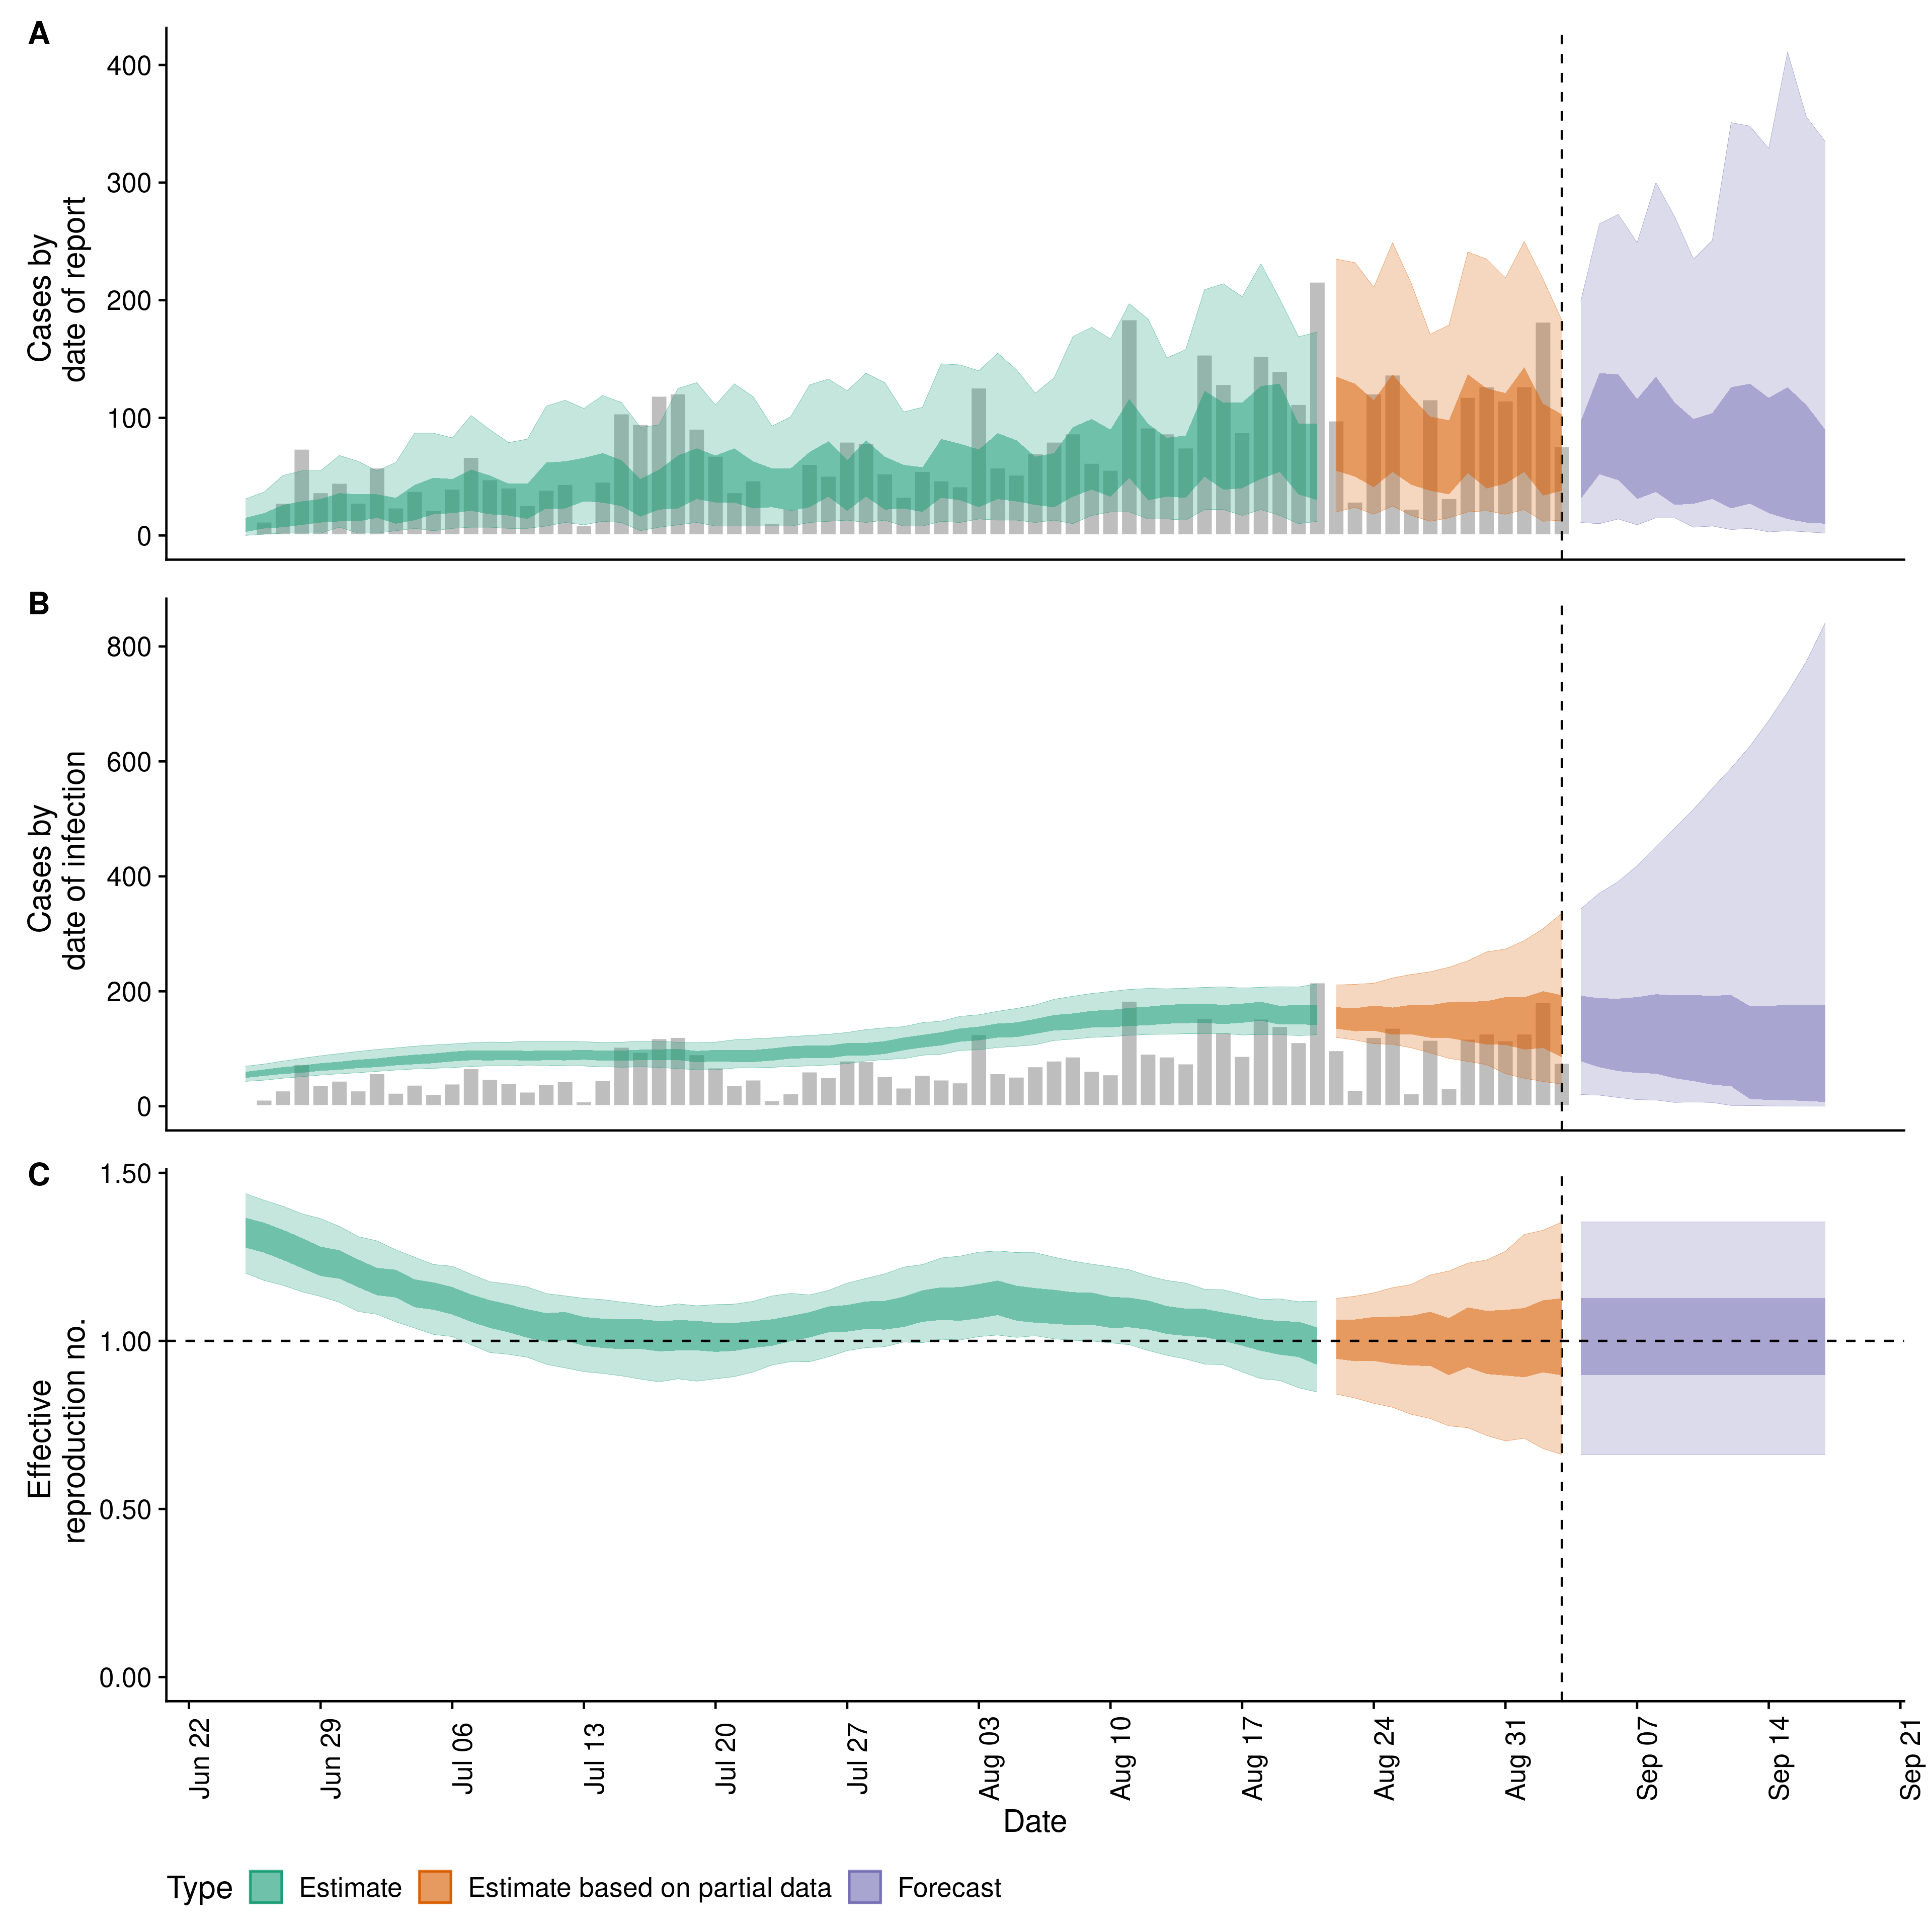 A
400
300
200
100
0
Cases by
date of report
B
800
600
400
200
0
Cases by
date of infection
C
1.50
1.00
0.50
0.00
Effective
reproduction no.
Jun 22
Jun 29
Jul 06
Jul 13
Jul 20
Jul 27
Aug 03
Aug 10
Aug 17
Aug 24
Aug 31
Sep 07
Sep 14
Sep 21
Date
Type Estimate Estimate based on partial data Forecast